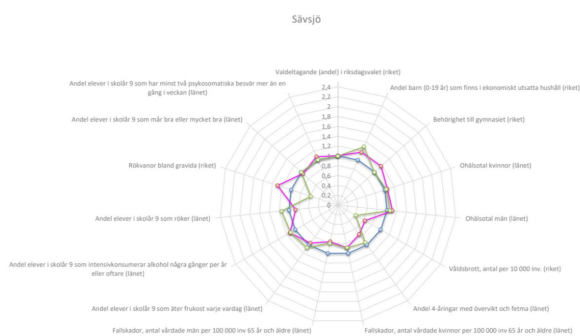 Sävsjö
Valdeltagande (andel) i riksdagsvalet (riket)
Andel elever i skolår 9 som har minst två psykosomatiska besvär mer än en
gång i veckan (länet)
Andel barn (0-19 år) som finns i ekonomiskt utsatta hushåll (riket)
Andel elever i skolår 9 som mår bra eller mycket bra (länet)
Behörighet till gymnasiet (riket)
Rökvanor bland gravida (riket)
Ohälsotal kvinnor (länet)
Andel elever i skolår 9 som röker (länet)
Ohälsotal män (länet)
Andel elever i skolår 9 som intensivkonsumerar alkohol några gånger per år
eller oftare (länet)
Våldsbrott, antal per 10 000 inv. (riket)
Andel elever i skolår 9 som äter frukost varje vardag (länet)
Andel 4-åringar med övervikt och fetma (länet)
Fallskador, antal vårdade män per 100 000 inv 65 år och äldre (länet)
Fallskador, antal vårdade kvinnor per 100 000 inv 65 år och äldre (länet)
2,4
2,2
2
1,8
1,6
1,4
1,2
1
0,8
0,6
0,4
0,2
0